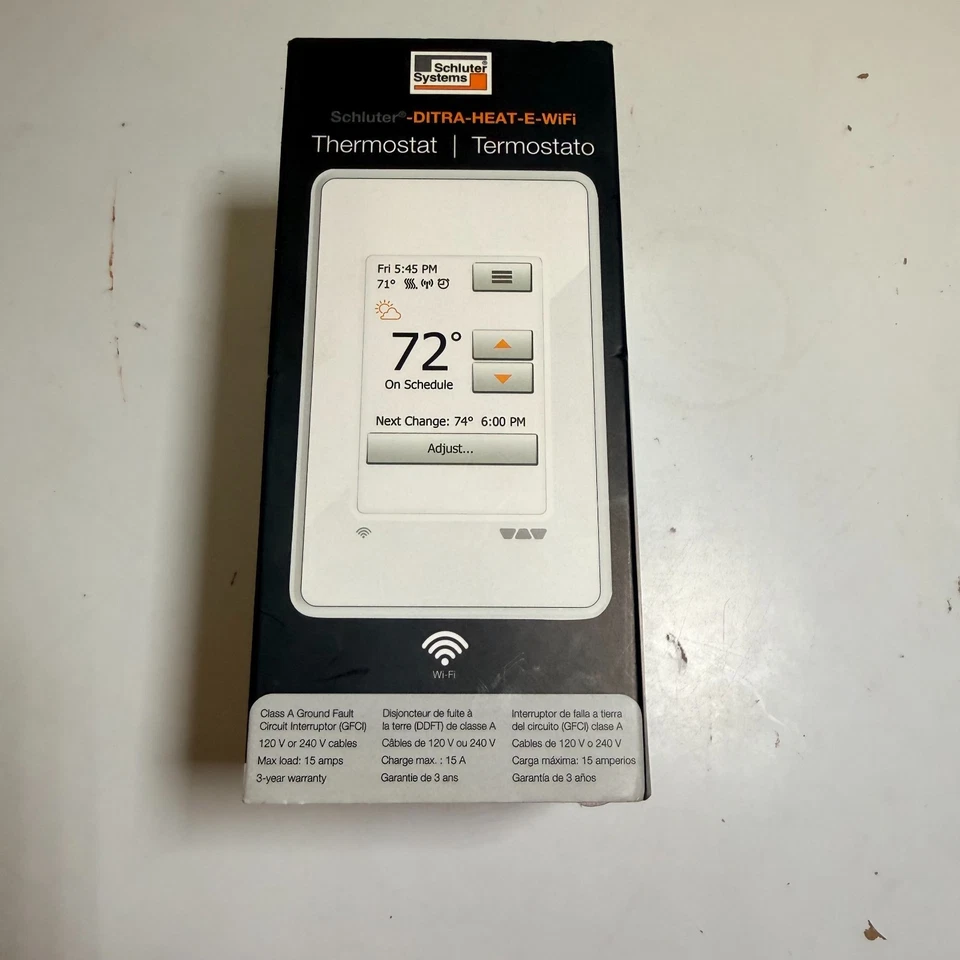 Schluter®
Systems
Schluter®-DITRA-HEAT-E-WiFi
Thermostat | Termostato
Fri 5:45 PM
71°
72°
On Schedule
Next Change: 74° 6:00 PM
Adjust...
Wi-Fi
Class A Ground Fault
Circuit Interruptor (GFCI)
120 V or 240 V cables
Max load: 15 amps
3-year warranty
Disjoncteur de fuite à
la terre (DDFT) de classe A
Câbles de 120 V ou 240 V
Charge max. : 15 A
Garantie de 3 ans
Interruptor de falla a tierra
del circuito (GFCI) clase A
Cables de 120 V o 240 V
Carga máxima: 15 amperios
Garantía de 3 años